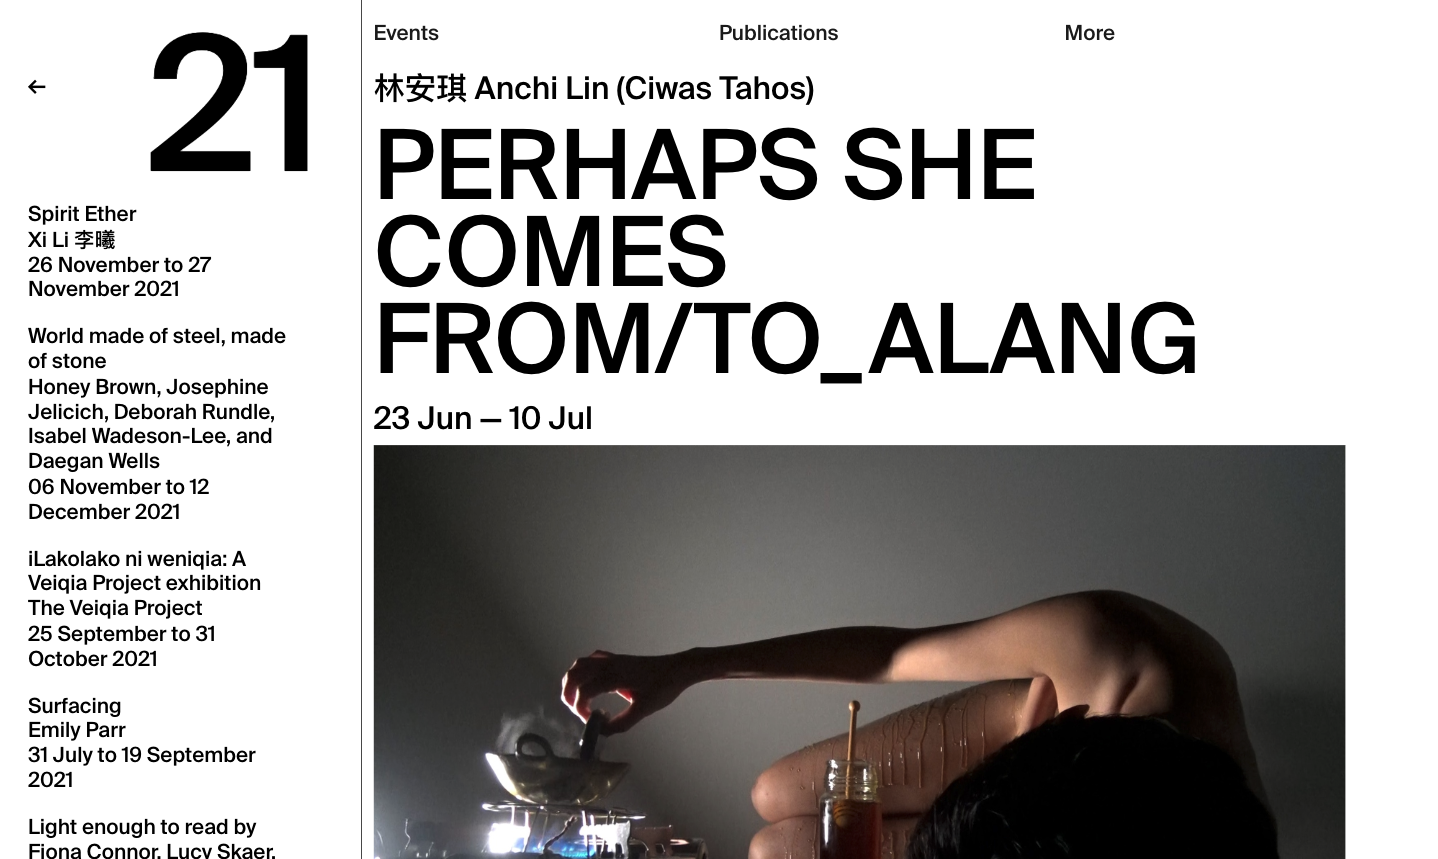 ←
21
Spirit Ether
Xi Li 李曦
26 November to 27
November 2021
World made of steel, made
of stone
Honey Brown, Josephine
Jelicich, Deborah Rundle,
Isabel Wadeson-Lee, and
Daegan Wells
06 November to 12
December 2021
iLakolako ni weniqia: A
Veiqia Project exhibition
The Veiqia Project
25 September to 31
October 2021
Surfacing
Emily Parr
31 July to 19 September
2021
Light enough to read by
Fiona Connor, Lucy Skaer,
Events
Publications
More
林安琪 Anchi Lin (Ciwas Tahos)
PERHAPS SHE
COMES
FROM/TO_ALANG
23 Jun — 10 Jul